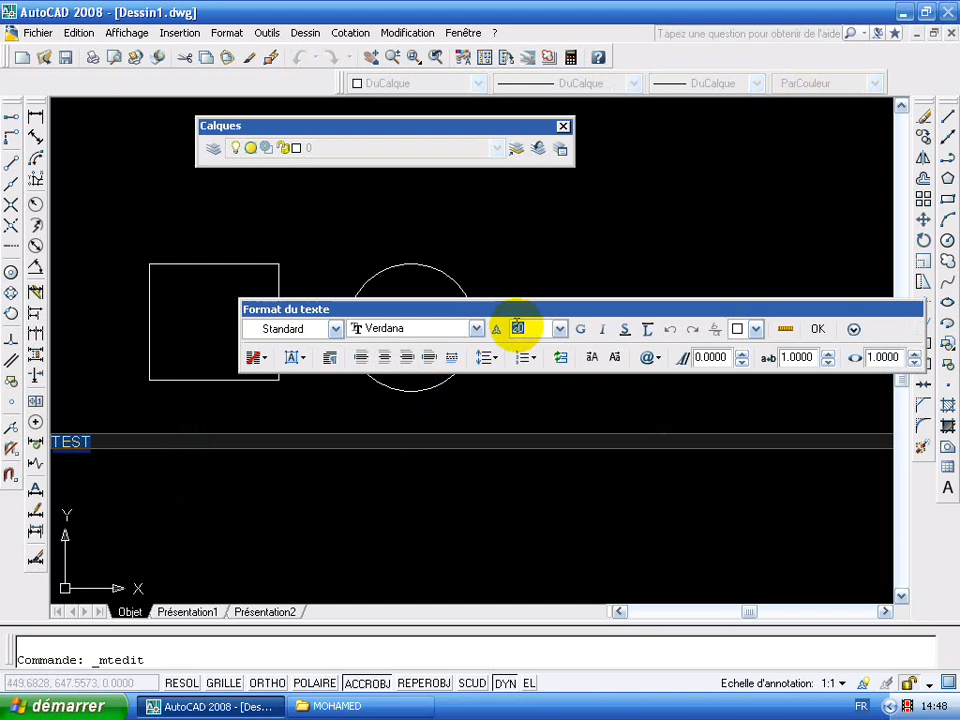 AutoCAD 2008 - [Dessin1.dwg]
Fichier Edition Affichage Insertion Format Outils Dessin Cotation Modification Fenêtre ?
Tapez une question pour obtenir de l'aide
DuCalque DuCalque DuCalque ParCouleur
Calques
0
Format du texte
Standard Verdana G I S OK
@ 0.0000 a+b 1.0000 1.0000
TEST
A
Y
X
Objet Présentation1 Présentation2
Commande: _mtedit
449.6828, 647.5573, 0.0000 RESOL GRILLE ORTHO POLAIRE ACCROBJ REPEROBJ SCUD DYN EL Echelle d'annotation: 1:1
démarrer AutoCAD 2008 - [Des... MOHAMED FR 14:48